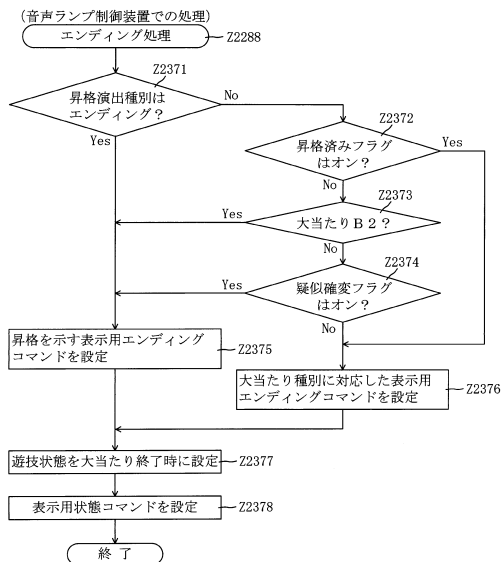 (音声ランプ制御装置での処理)
エンディング処理
Z2288
Z2371
昇格演出種別は
エンディング？
No
Yes
Z2372
昇格済みフラグ
はオン？
Yes
No
Z2373
大当たりB2？
Yes
No
Z2374
疑似確変フラグ
はオン？
Yes
No
昇格を示す表示用エンディング
コマンドを設定
Z2375
大当たり種別に対応した表示用
エンディングコマンドを設定
Z2376
遊技状態を大当たり終了時に設定
Z2377
表示用状態コマンドを設定
Z2378
終了